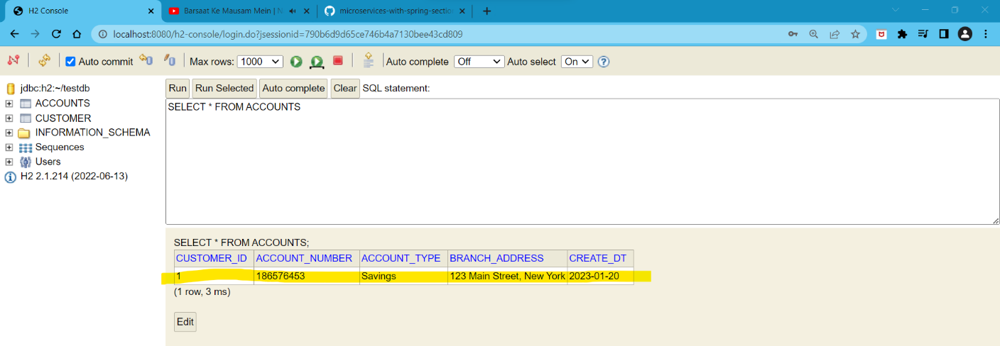 H2 Console
Barsaat Ke Mausam Mein |
microservices-with-spring-sectio
localhost:8080/h2-console/login.do?jsessionid=790b6d9d65ce746b4a7130bee43cd809
Auto commit Max rows: 1000 Auto complete Off Auto select On
jdbc:h2:~/testdb
ACCOUNTS
CUSTOMER
INFORMATION_SCHEMA
Sequences
Users
H2 2.1.214 (2022-06-13)
Run Run Selected Auto complete Clear SQL statement:
SELECT * FROM ACCOUNTS
SELECT * FROM ACCOUNTS;
CUSTOMER_ID ACCOUNT_NUMBER ACCOUNT_TYPE BRANCH_ADDRESS CREATE_DT
1 186576453 Savings 123 Main Street, New York 2023-01-20
(1 row, 3 ms)
Edit